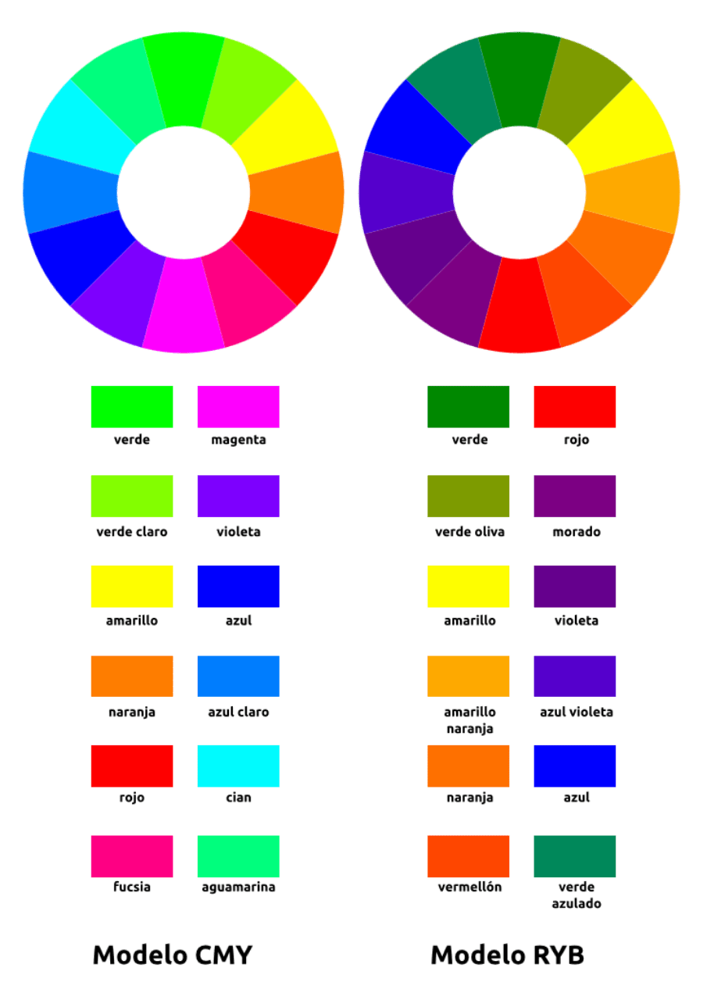 verde
magenta
verde claro
violeta
amarillo
azul
naranja
azul claro
rojo
cian
fucsia
aguamarina
Modelo CMY
verde
rojo
verde oliva
morado
amarillo
violeta
amarillo
naranja
azul violeta
naranja
azul
vermellón
verde
azulado
Modelo RYB